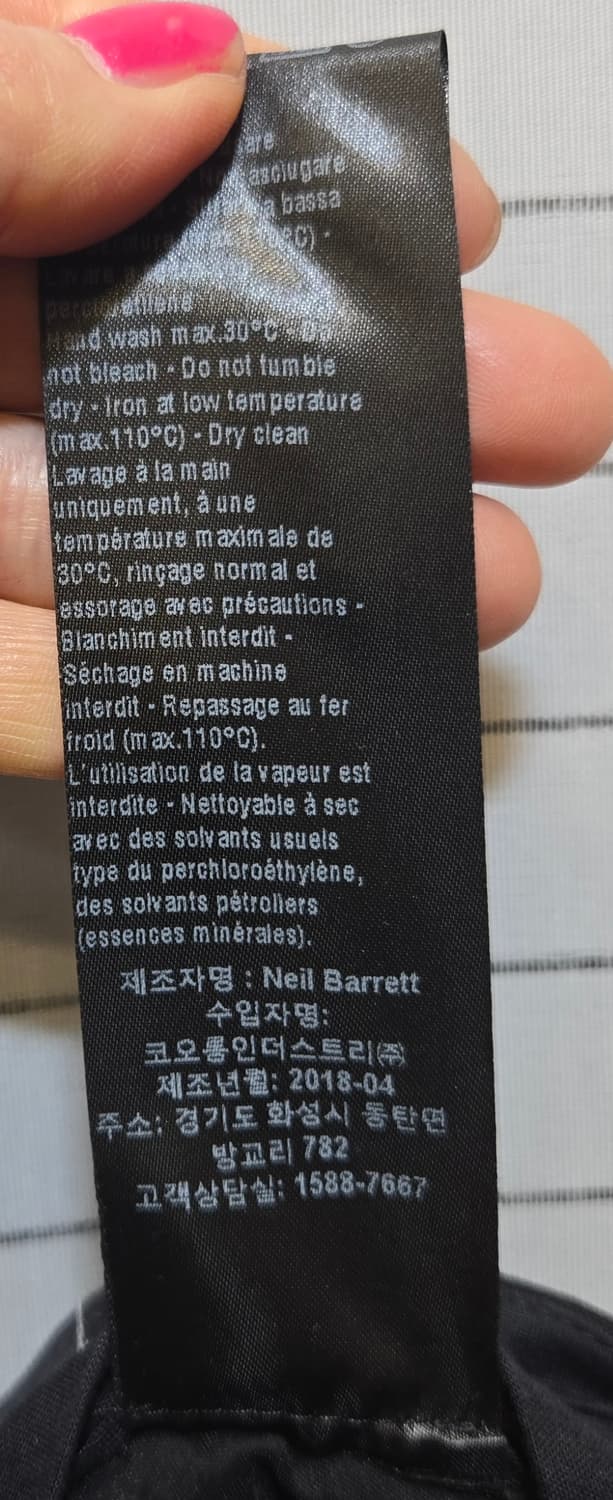 asciugare
bassa
percloretilene
Hand wash max.30°C - Do
not bleach - Do not tumble
dry - Iron at low temperature
(max.110°C) - Dry clean
Lavage à la main
uniquement, à une
température maximale de
30°C, rinçage normal et
essorage avec précautions -
Blanchiment interdit -
Séchage en machine
interdit - Repassage au fer
froid (max.110°C).
L'utilisation de la vapeur est
interdite - Nettoyable à sec
avec des solvants usuels
type du perchloroéthylène,
des solvants pétroliers
(essences minérales).
제조자명 : Neil Barrett
수입자명:
코오롱인더스트리㈜
제조년월: 2018-04
주소: 경기도 화성시 동탄면
방교리 782
고객상담실: 1588-7667